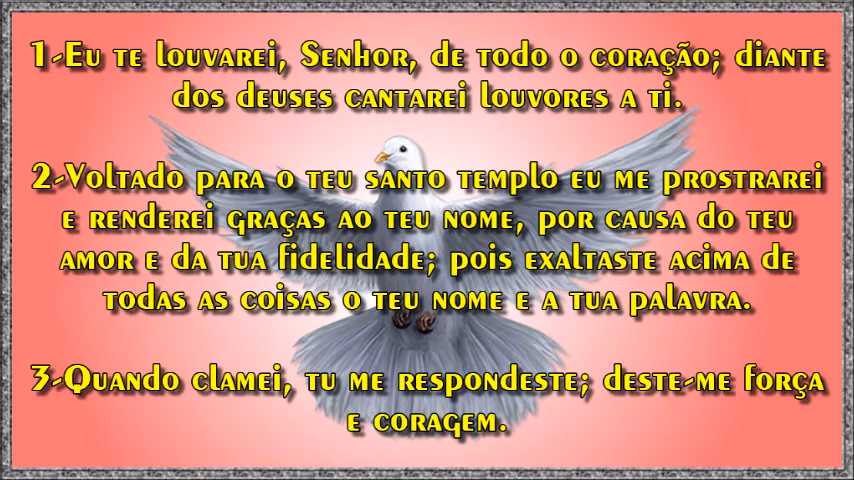 1-Eu te louvarei, Senhor, de todo o coração; diante
dos deuses cantarei louvores a ti.
2-Voltado para o teu santo templo eu me prostrarei
e renderei graças ao teu nome, por causa do teu
amor e da tua fidelidade; pois exaltaste acima de
todas as coisas o teu nome e a tua palavra.
3-Quando clamei, tu me respondeste; deste-me força
e coragem.